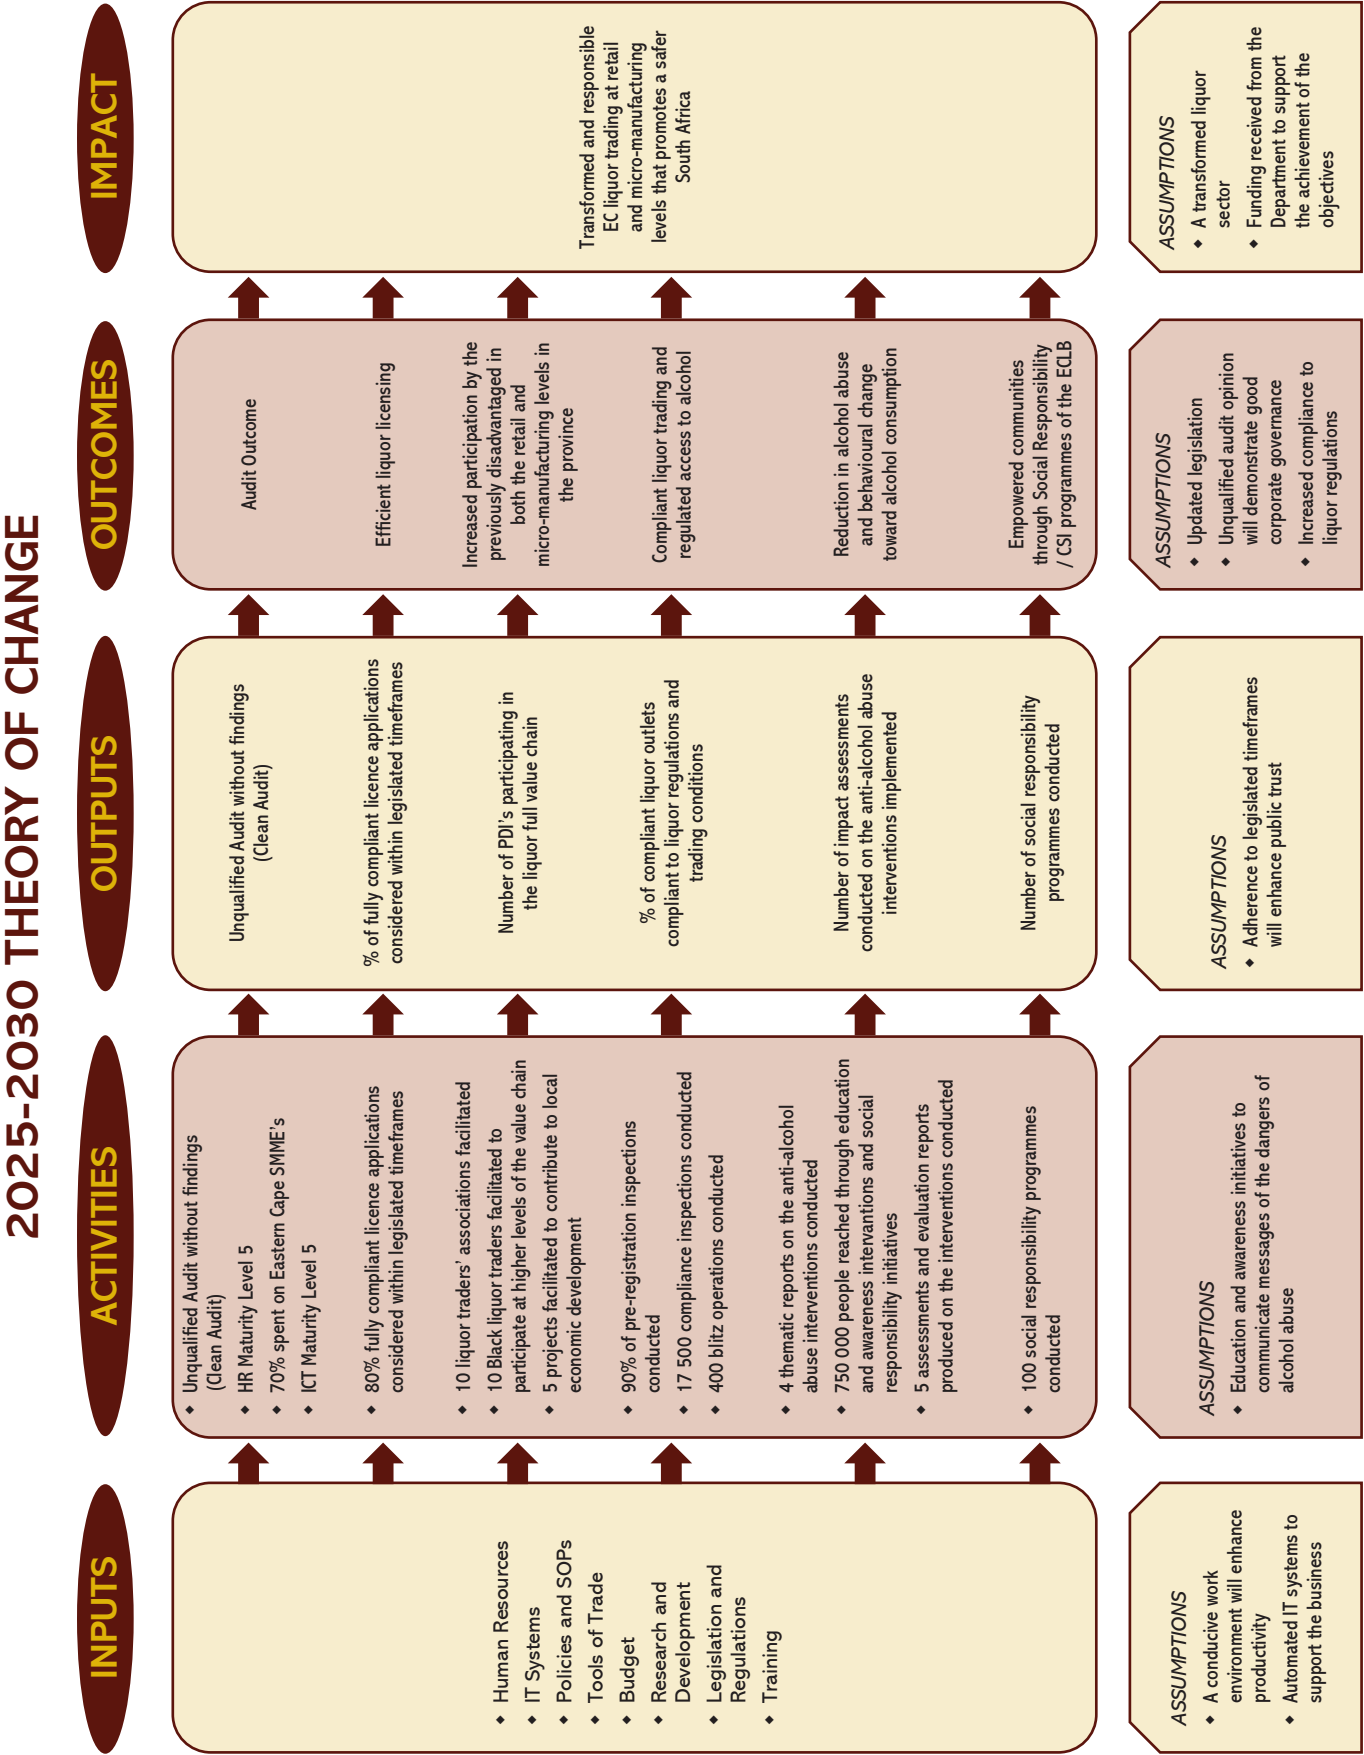 2025-2030 THEORY OF CHANGE
INPUTS
Human Resources
IT Systems
Policies and SOPs
Tools of Trade
Budget
Research and
Development
Legislation and
Regulations
Training
ASSUMPTIONS
A conducive work
environment will enhance
productivity
Automated IT systems to
support the business
ACTIVITIES
Unqualified Audit without findings
(Clean Audit)
HR Maturity Level 5
70% spent on Eastern Cape SMME's
ICT Maturity Level 5
80% fully compliant licence applications
considered within legislated timeframes
10 liquor traders' associations facilitated
10 Black liquor traders facilitated to
participate at higher levels of the value chain
5 projects facilitated to contribute to local
economic development
90% of pre-registration inspections
conducted
17 500 compliance inspections conducted
400 blitz operations conducted
4 thematic reports on the anti-alcohol
abuse interventions conducted
750 000 people reached through education
and awareness intervantions and social
responsibility initiatives
5 assessments and evaluation reports
produced on the interventions conducted
100 social responsibility programmes
conducted
ASSUMPTIONS
Education and awareness initiatives to
communicate messages of the dangers of
alcohol abuse
OUTPUTS
Unqualified Audit without findings
(Clean Audit)
% of fully compliant licence applications
considered within legislated timeframes
Number of PDI's participating in
the liquor full value chain
% of compliant liquor outlets
compliant to liquor regulations and
trading conditions
Number of impact assessments
conducted on the anti-alcohol abuse
interventions implemented
Number of social responsibility
programmes conducted
ASSUMPTIONS
Adherence to legislated timeframes
will enhance public trust
OUTCOMES
Audit Outcome
Efficient liquor licensing
Increased participation by the
previously disadvantaged in
both the retail and
micro-manufacturing levels in
the province
Compliant liquor trading and
regulated access to alcohol
Reduction in alcohol abuse
and behavioural change
toward alcohol consumption
Empowered communities
through Social Responsibility
/ CSI programmes of the ECLB
ASSUMPTIONS
Updated legislation
Unqualified audit opinion
will demonstrate good
corporate governance
Increased compliance to
liquor regulations
IMPACT
Transformed and responsible
EC liquor trading at retail
and micro-manufacturing
levels that promotes a safer
South Africa
ASSUMPTIONS
A transformed liquor
sector
Funding received from the
Department to support
the achievement of the
objectives